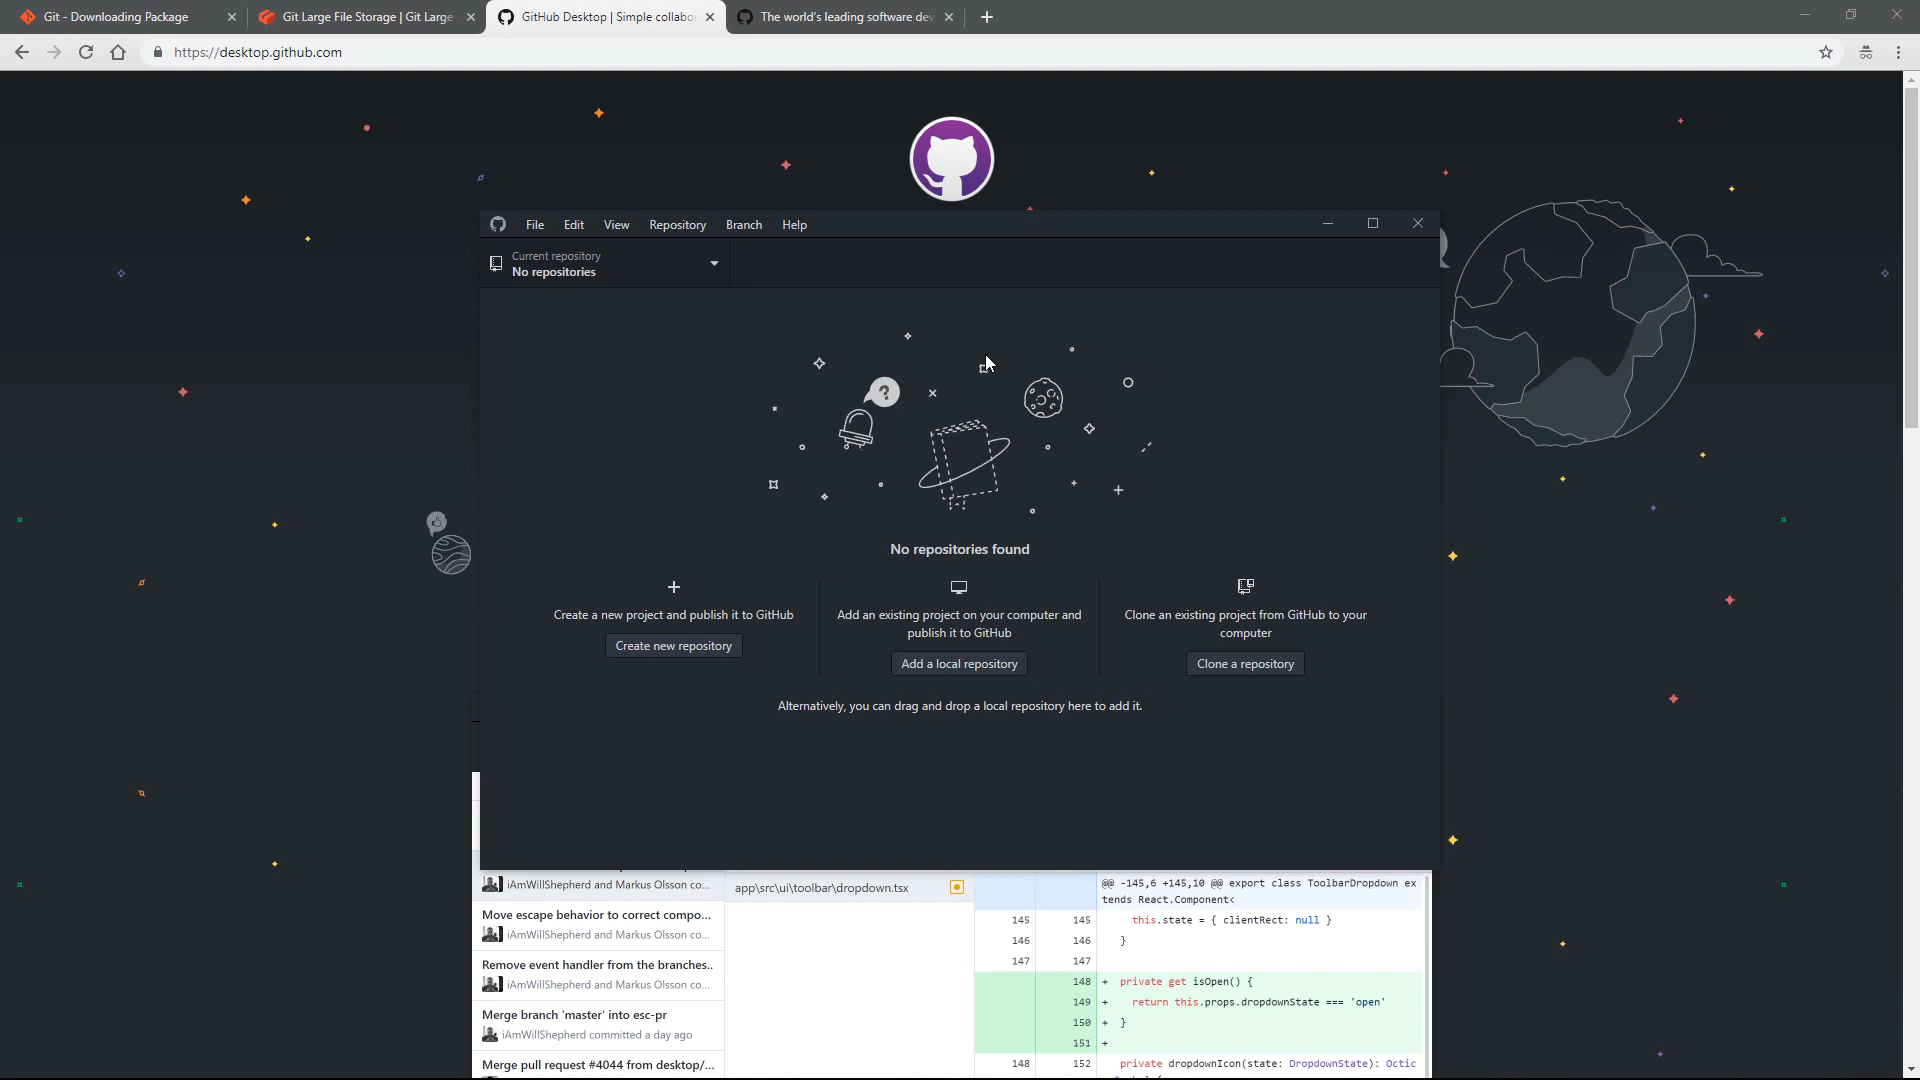 Git - Downloading Package
Git Large File Storage | Git Large
GitHub Desktop | Simple collabo
The world's leading software dev
https://desktop.github.com
File Edit View Repository Branch Help
Current repository
No repositories
?
No repositories found
Create a new project and publish it to GitHub
Create new repository
Add an existing project on your computer and
publish it to GitHub
Add a local repository
Clone an existing project from GitHub to your
computer
Clone a repository
Alternatively, you can drag and drop a local repository here to add it.
iAmWillShepherd and Markus Olsson co...
Move escape behavior to correct compo...
iAmWillShepherd and Markus Olsson co...
Remove event handler from the branches..
iAmWillShepherd and Markus Olsson co...
Merge branch 'master' into esc-pr
iAmWillShepherd committed a day ago
Merge pull request #4044 from desktop/...
app\src\ui\toolbar\dropdown.tsx
@@ -145,6 +145,10 @@ export class ToolbarDropdown ex
tends React.Component<
145 145 this.state = { clientRect: null }
146 146 }
147 147
148 + private get isOpen() {
149 + return this.props.dropdownState === 'open'
150 + }
151 +
148 152 private dropdownIcon(state: DropdownState): Octic